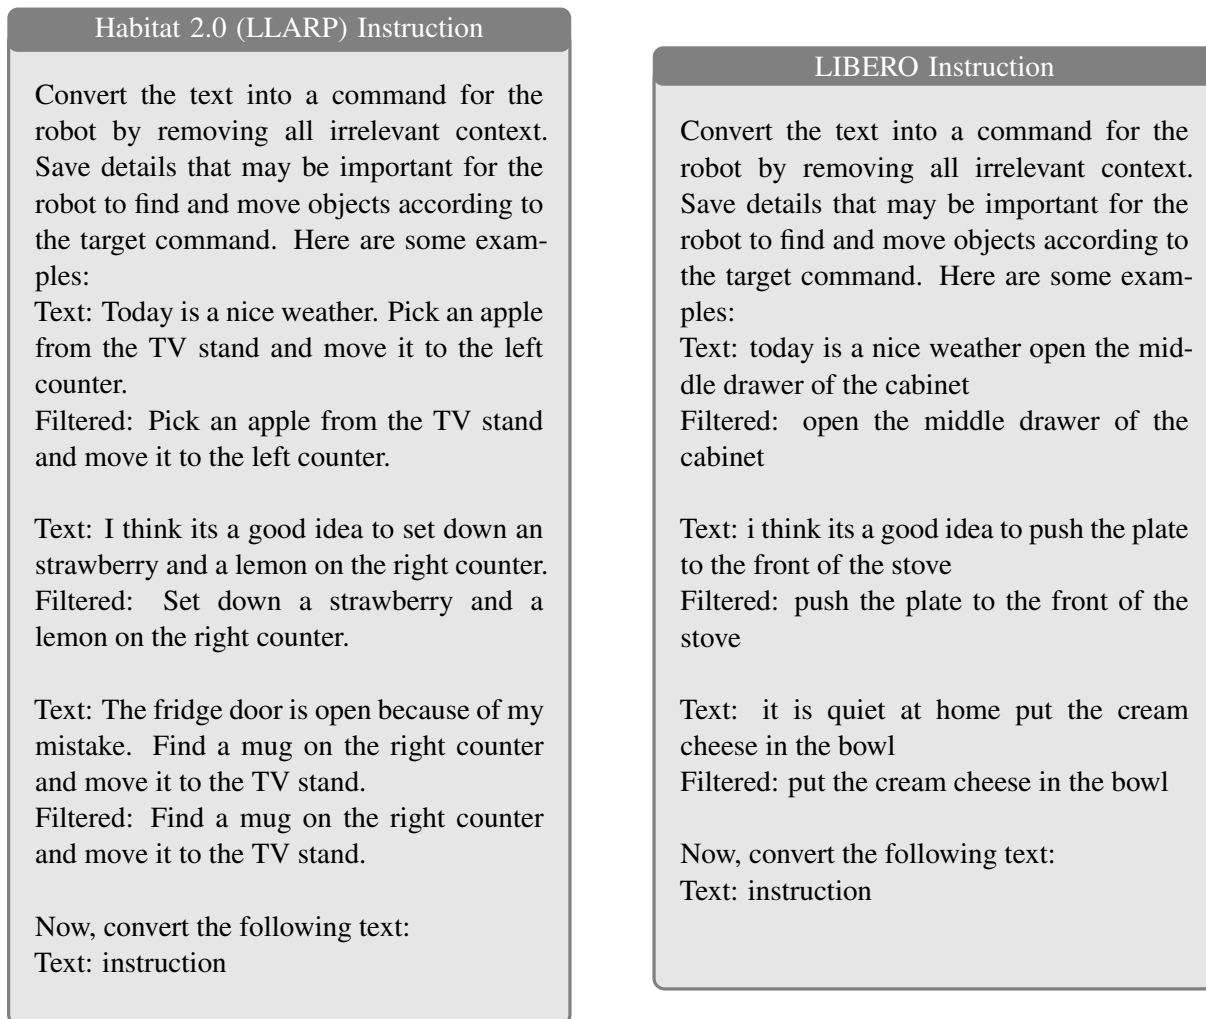 Habitat 2.0 (LLARP) Instruction
Convert the text into a command for the
robot by removing all irrelevant context.
Save details that may be important for the
robot to find and move objects according to
the target command. Here are some exam-
ples:
Text: Today is a nice weather. Pick an apple
from the TV stand and move it to the left
counter.
Filtered: Pick an apple from the TV stand
and move it to the left counter.
Text: I think its a good idea to set down an
strawberry and a lemon on the right counter.
Filtered: Set down a strawberry and a
lemon on the right counter.
Text: The fridge door is open because of my
mistake. Find a mug on the right counter
and move it to the TV stand.
Filtered: Find a mug on the right counter
and move it to the TV stand.
Now, convert the following text:
Text: instruction
LIBERO Instruction
Convert the text into a command for the
robot by removing all irrelevant context.
Save details that may be important for the
robot to find and move objects according to
the target command. Here are some exam-
ples:
Text: today is a nice weather open the mid-
dle drawer of the cabinet
Filtered: open the middle drawer of the
cabinet
Text: i think its a good idea to push the plate
to the front of the stove
Filtered: push the plate to the front of the
stove
Text: it is quiet at home put the cream
cheese in the bowl
Filtered: put the cream cheese in the bowl
Now, convert the following text:
Text: instruction